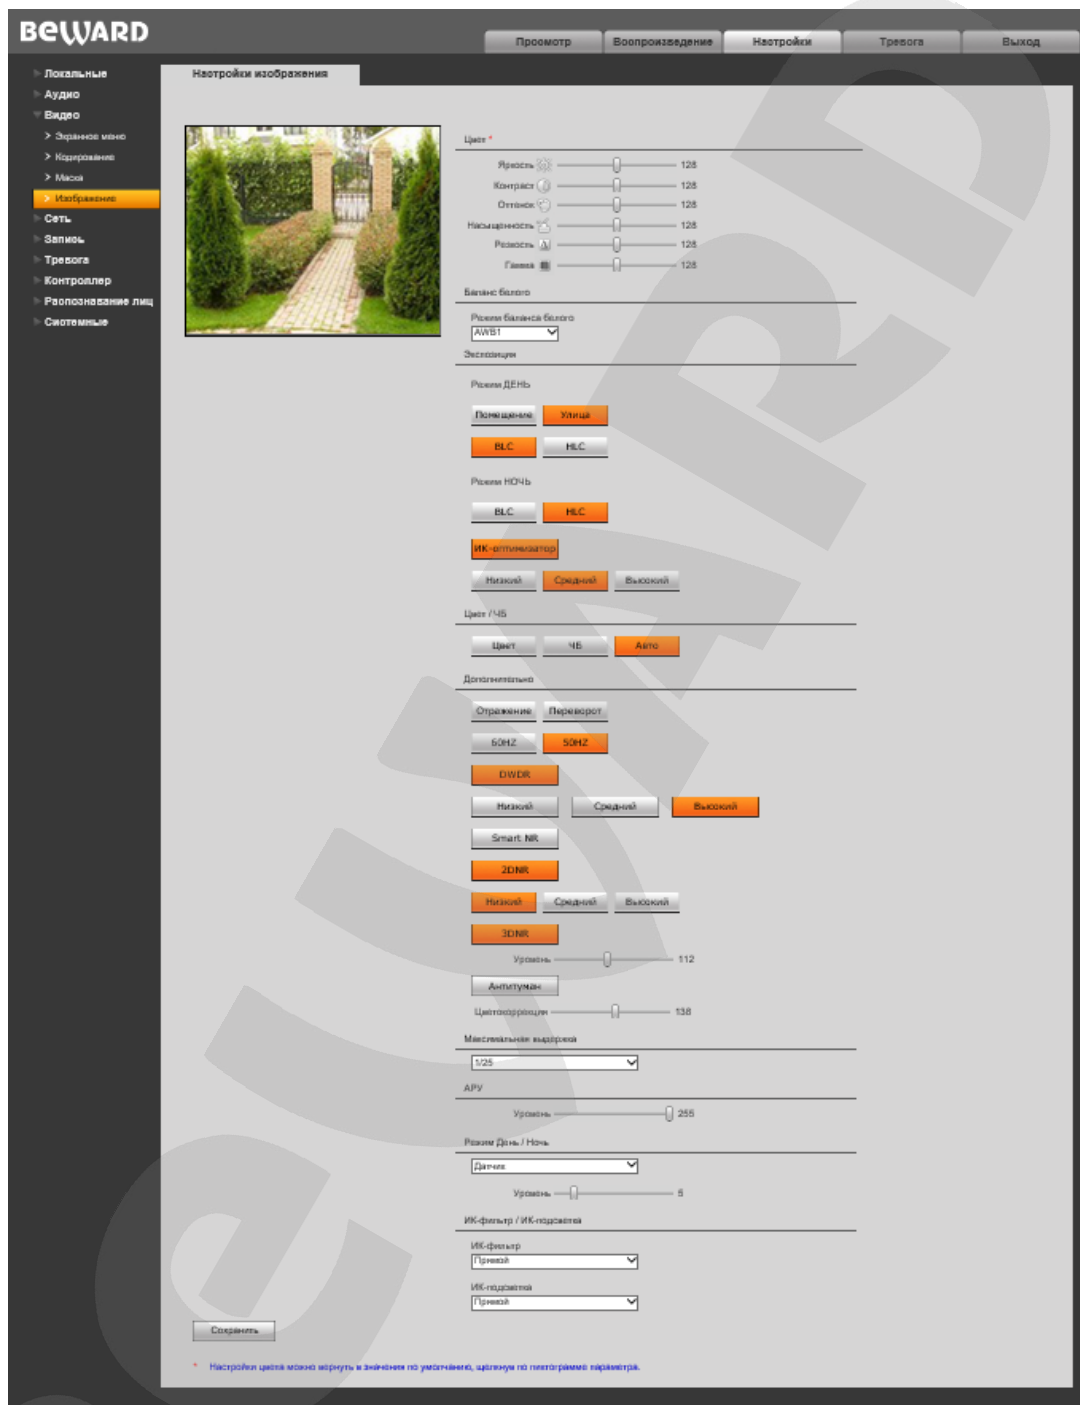 BEWARD
Просмотр Воспроизведение Настройки Тревога Выход
Локальные
Аудио
Видео
> Экранное меню
> Кодирование
> Маска
> Изображение
Сеть
Запись
Тревога
Контроллер
Распознавание лиц
Системные
Настройки изображения
Цвет *
Яркость 128
Контраст 128
Оттенок 128
Насыщенность 128
Резкость 128
Гамма 128
Баланс белого
Режим баланса белого
AWB1
Экспозиция
Режим ДЕНЬ
Помещение Улица
BLC HLC
Режим НОЧЬ
BLC HLC
ИК-оптимизатор
Низкий Средний Высокий
Цвет / ЧБ
Цвет ЧБ Авто
Дополнительно
Отражение Переворот
60HZ 50HZ
DWDR
Низкий Средний Высокий
Smart NR
2DNR
Низкий Средний Высокий
3DNR
Уровень 112
Антитуман
Цветокоррекция 138
Максимальная выдержка
1/25
АРУ
Уровень 255
Режим День / Ночь
Датчик
Уровень 5
ИК-фильтр / ИК-подсветка
ИК-фильтр
Прямой
ИК-подсветка
Прямой
Сохранить
* Настройки цвета можно вернуть в значения по умолчанию, щелкнув по пиктограмме параметра.
BEWARD